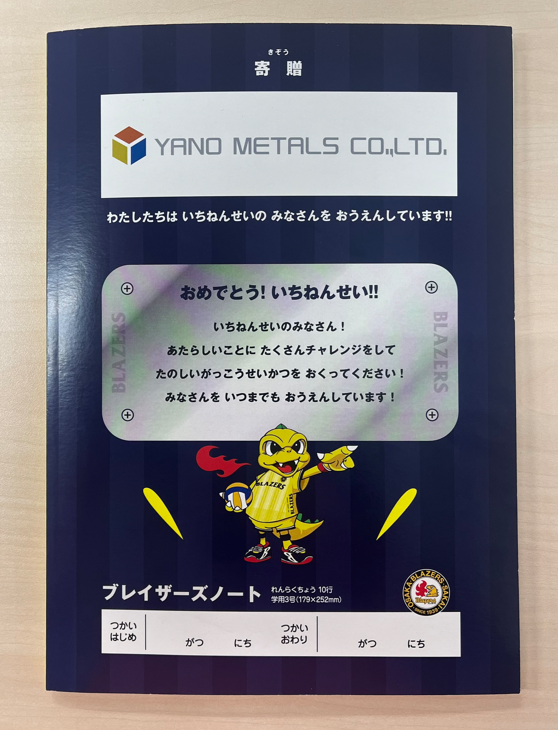 きぞう
寄 贈
YANO METALS CO.,LTD.
わたしたちは いちねんせいの みなさんを おうえんしています!!
おめでとう! いちねんせい!!
いちねんせいのみなさん！
あたらしいことに たくさんチャレンジをして
たのしいがっこうせいかつを おくってください！
みなさんを いつまでも おうえんしています！
BLAZERS
BLAZERS
BLAZERS
ブレイザーズノート
れんらくちょう 10行
学用3号(179×252mm)
OSAKA BLAZERS SAKAI
SINCE 1935
つかい
はじめ
がつ にち
つかい
おわり
がつ にち